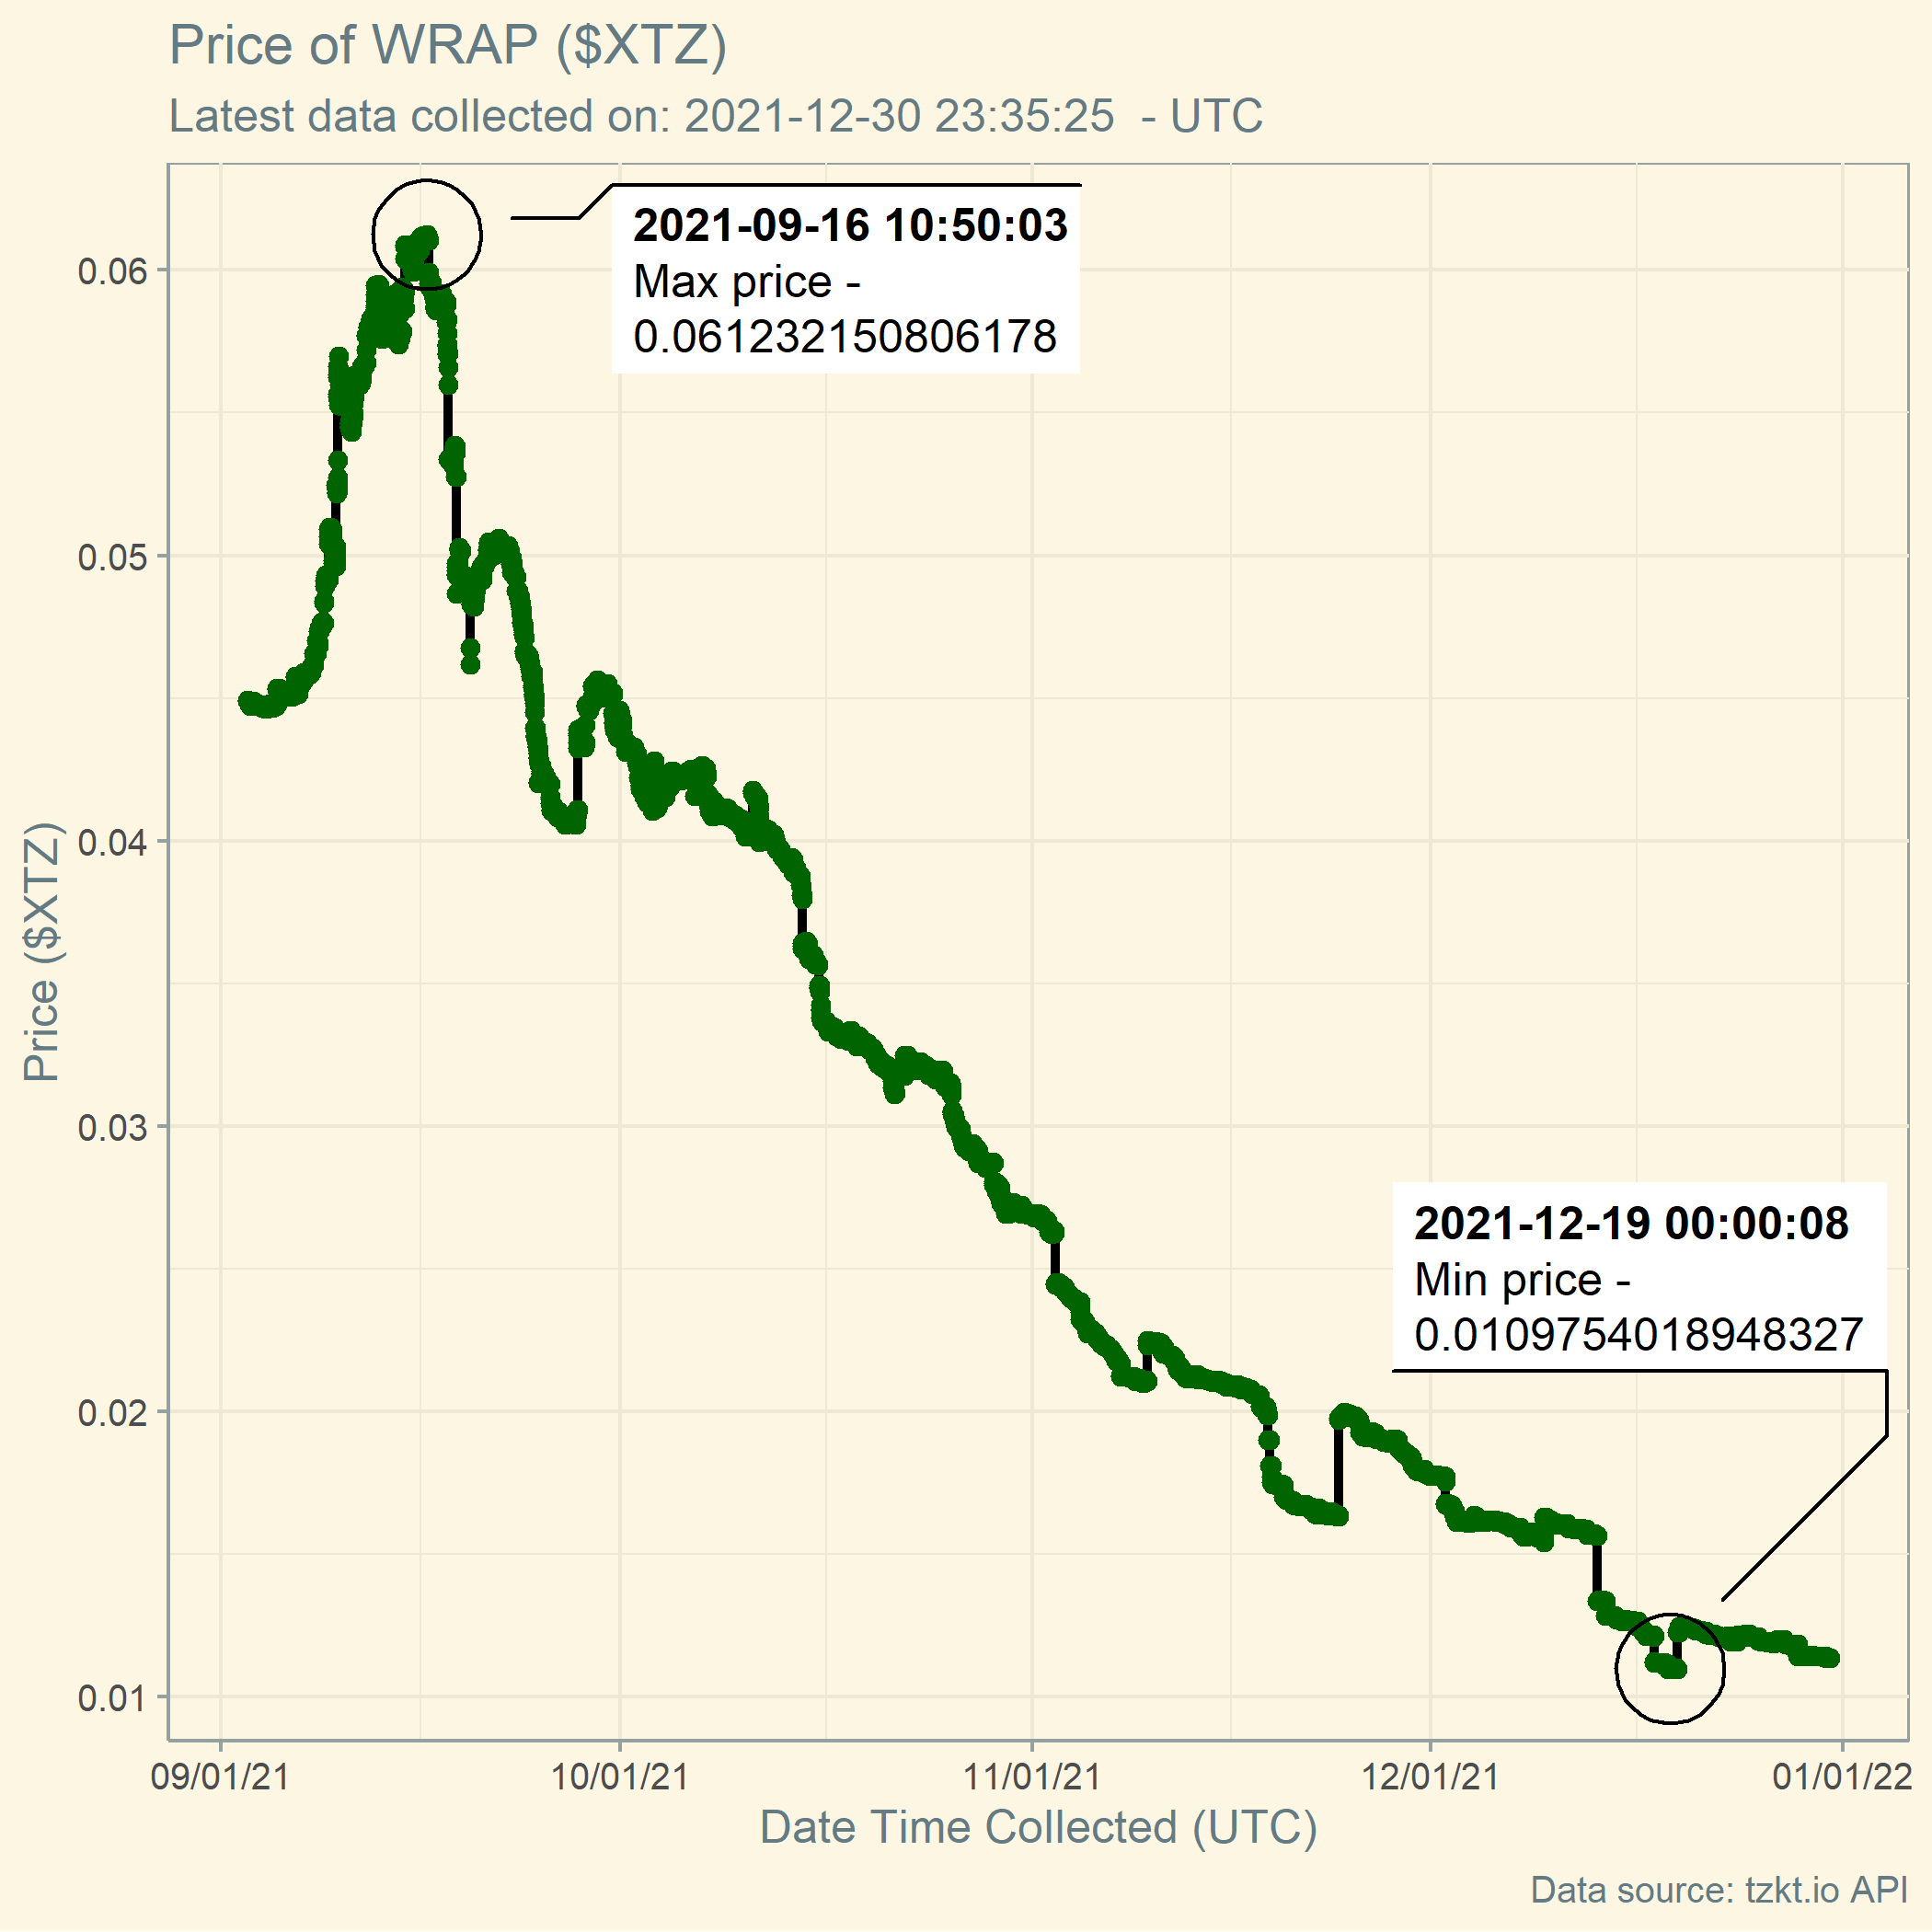 Price of WRAP ($XTZ)
Latest data collected on: 2021-12-30 23:35:25  - UTC
2021-09-16 10:50:03
Max price -
0.061232150806178
0.06
0.05
0.04
0.03
0.02
0.01
Price ($XTZ)
2021-12-19 00:00:08
Min price -
0.0109754018948327
09/01/21
10/01/21
11/01/21
12/01/21
01/01/22
Date Time Collected (UTC)
Data source: tzkt.io API